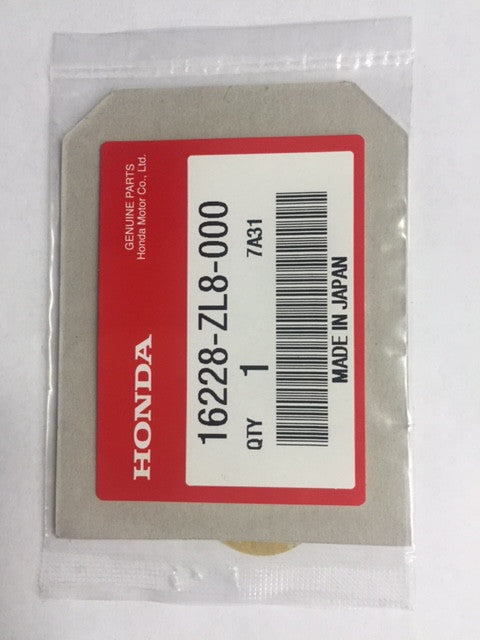 HONDA
GENUINE PARTS
Honda Motor Co., Ltd.
16228-ZL8-000
QTY 1 7A31
MADE IN JAPAN